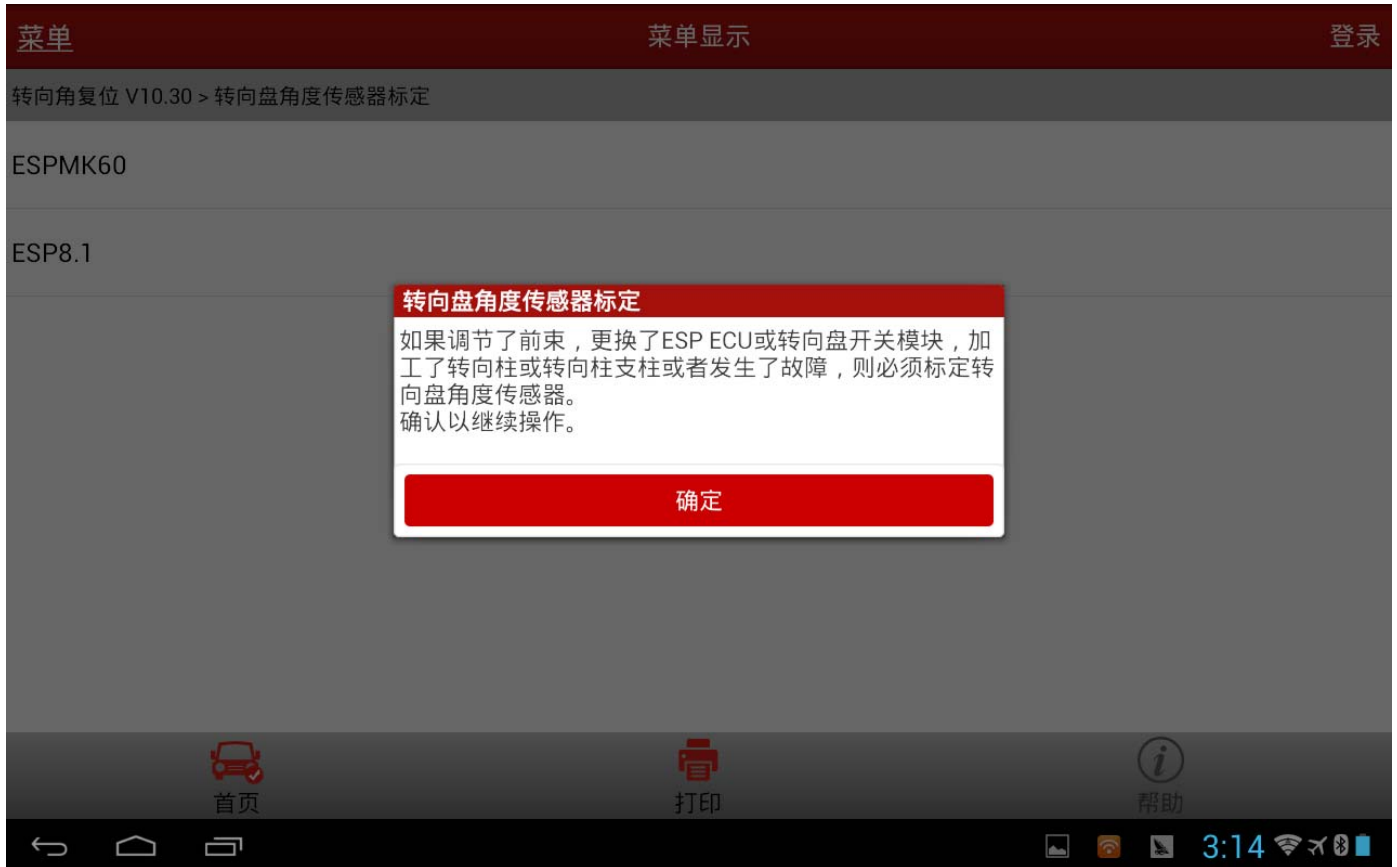 菜单
菜单显示
登录
转向角复位 V10.30 > 转向盘角度传感器标定
ESPMK60
ESP8.1
转向盘角度传感器标定
如果调节了前束，更换了ESP ECU或转向盘开关模块，加
工了转向柱或转向柱支柱或者发生了故障，则必须标定转
向盘角度传感器。
确认以继续操作。
确定
首页
打印
帮助
3:14